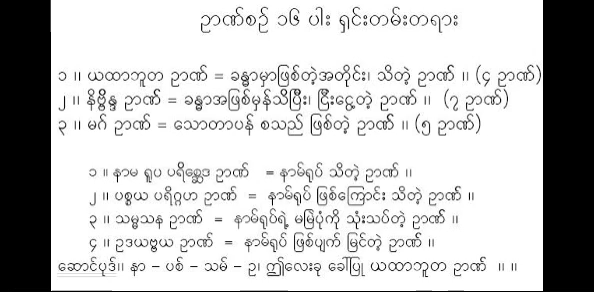 ဉာဏ်စဉ် ၁၆ ပါး ရှင်းတမ်းတရား
၁ ။ ယထာဘူတ ဉာဏ် = ခန္ဓာမှာဖြစ်တဲ့အတိုင်း၊ သိတဲ့ ဉာဏ် ။ (၄ ဉာဏ်)
၂ ။ နိဗ္ဗိန္ဒ ဉာဏ် = ခန္ဓာအဖြစ်မှန်သိပြီး၊ ငြီးငွေ့တဲ့ ဉာဏ် ။ (၇ ဉာဏ်)
၃ ။ မဂ် ဉာဏ် = သောတာပန် စသည် ဖြစ်တဲ့ ဉာဏ် ။ (၅ ဉာဏ်)
၁ ။ နာမ ရူပ ပရိစ္ဆေဒ ဉာဏ် = နာမ်ရုပ် သိတဲ့ ဉာဏ် ။
၂ ။ ပစ္စယ ပရိဂ္ဂဟ ဉာဏ် = နာမ်ရုပ် ဖြစ်ကြောင်း သိတဲ့ ဉာဏ် ။
၃ ။ သမ္မသန ဉာဏ် = နာမ်ရုပ်ရဲ့ မမြဲပုံကို သုံးသပ်တဲ့ ဉာဏ် ။
၄ ။ ဥဒယဗ္ဗယ ဉာဏ် = နာမ်ရုပ် ဖြစ်ပျက် မြင်တဲ့ ဉာဏ် ။
ဆောင်ပုဒ်။ နာ – ပစ် – သမ် – ဥ၊ ဤလေးခု ခေါ်ပြု ယထာဘူတ ဉာဏ် ။ ။